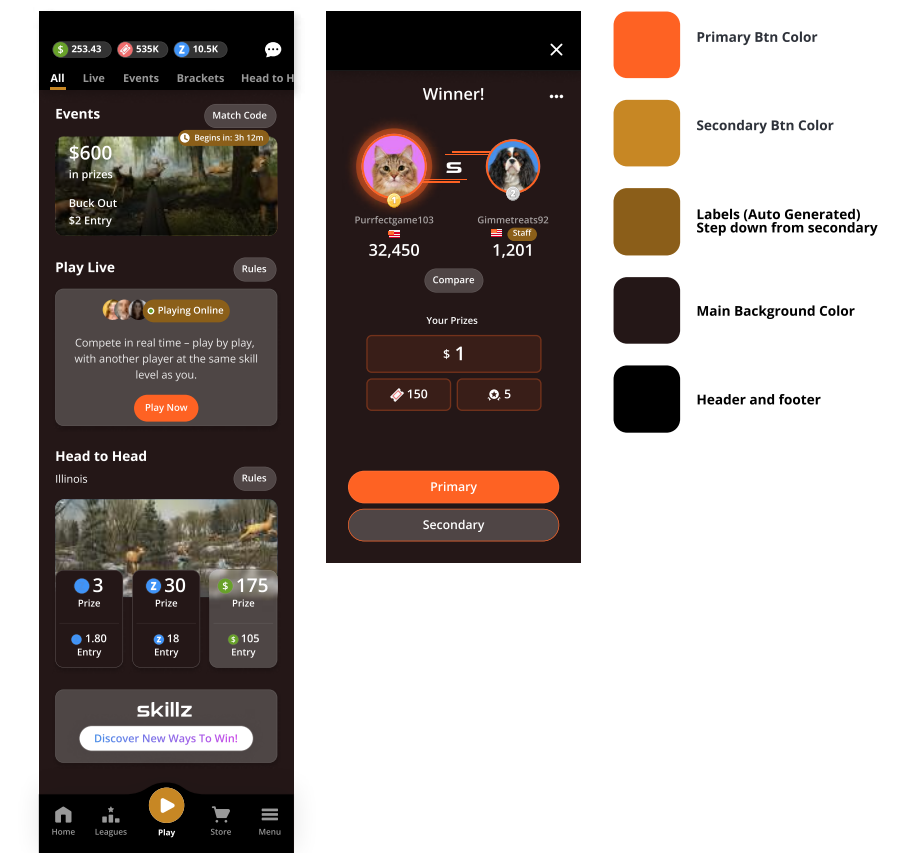 253.43
535K
10.5K
All
Live
Events
Brackets
Head to H
Events
Match Code
Begins in: 3h 12m
$600
in prizes
Buck Out
$2 Entry
Play Live
Rules
Playing Online
Compete in real time – play by play,
with another player at the same skill
level as you.
Play Now
Head to Head
Illinois
Rules
3
Prize
1.80
Entry
Z 30
Prize
Z 18
Entry
$ 175
Prize
$ 105
Entry
skillz
Discover New Ways To Win!
Home
Leagues
Play
Store
Menu
Winner!
S
1
2
Purrfectgame103
Gimmetreats92
Staff
32,450
1,201
Compare
Your Prizes
$ 1
150
5
Primary
Secondary
Primary Btn Color
Secondary Btn Color
Labels (Auto Generated)
Step down from secondary
Main Background Color
Header and footer